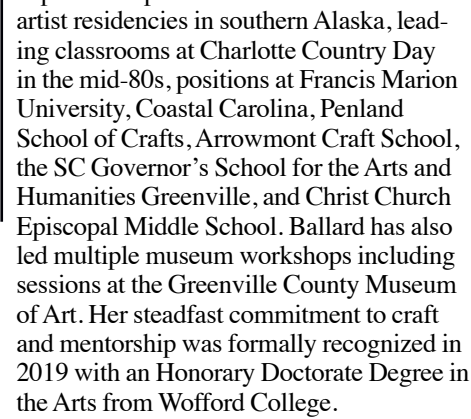 artist residencies in southern Alaska, lead-
ing classrooms at Charlotte Country Day
in the mid-80s, positions at Francis Marion
University, Coastal Carolina, Penland
School of Crafts, Arrowmont Craft School,
the SC Governor’s School for the Arts and
Humanities Greenville, and Christ Church
Episcopal Middle School. Ballard has also
led multiple museum workshops including
sessions at the Greenville County Museum
of Art. Her steadfast commitment to craft
and mentorship was formally recognized in
2019 with an Honorary Doctorate Degree in
the Arts from Wofford College.